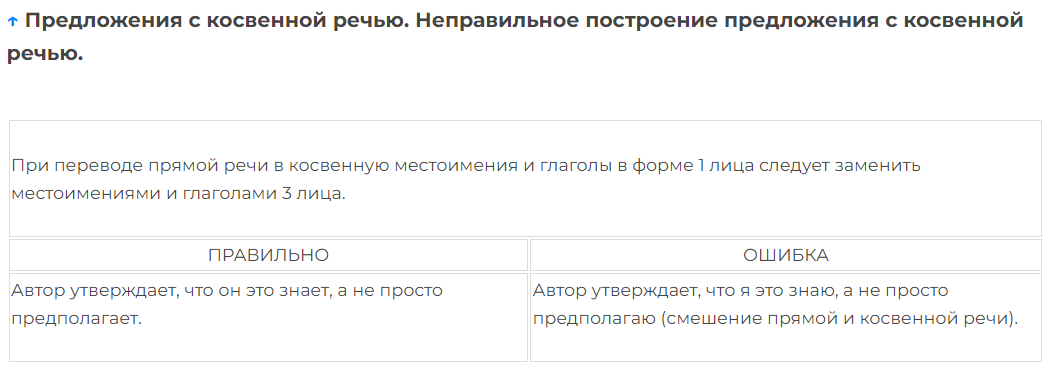 ↑ Предложения с косвенной речью. Неправильное построение предложения с косвенной
речью.
При переводе прямой речи в косвенную местоимения и глаголы в форме 1 лица следует заменить
местоимениями и глаголами 3 лица.
ПРАВИЛЬНО
ОШИБКА
Автор утверждает, что он это знает, а не просто
предполагает.
Автор утверждает, что я это знаю, а не просто
предполагаю (смешение прямой и косвенной речи).